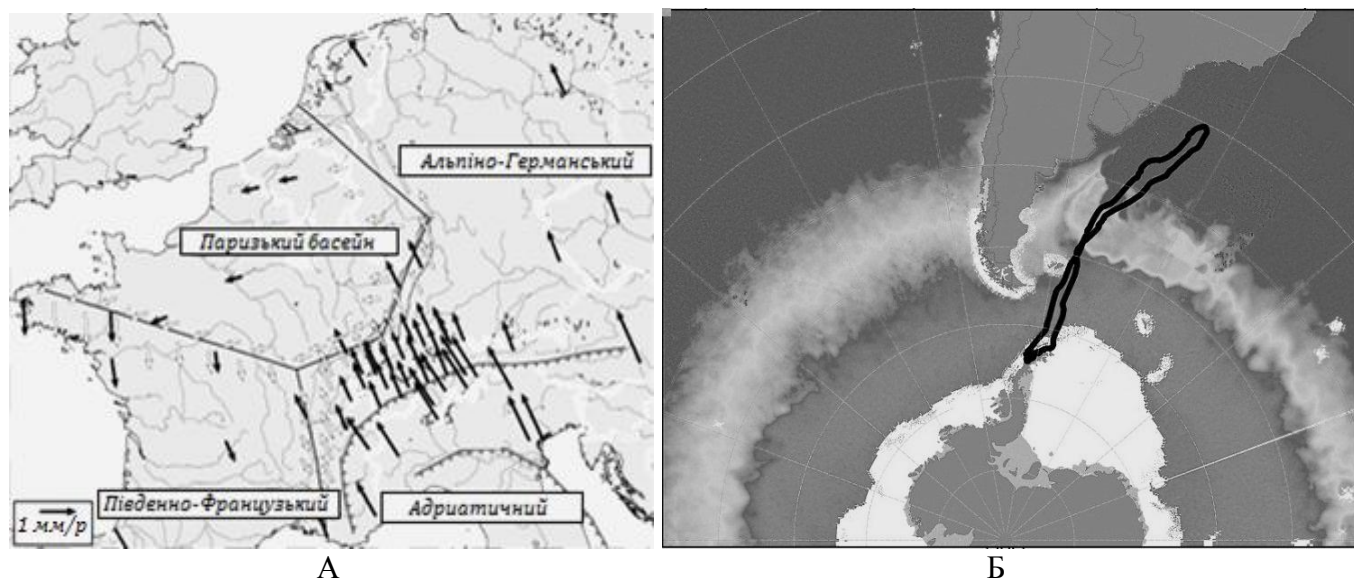 Альпіно-Германський
Паризький басейн
Південно-Французький
Адриатичний
1 мм/р
А
Б